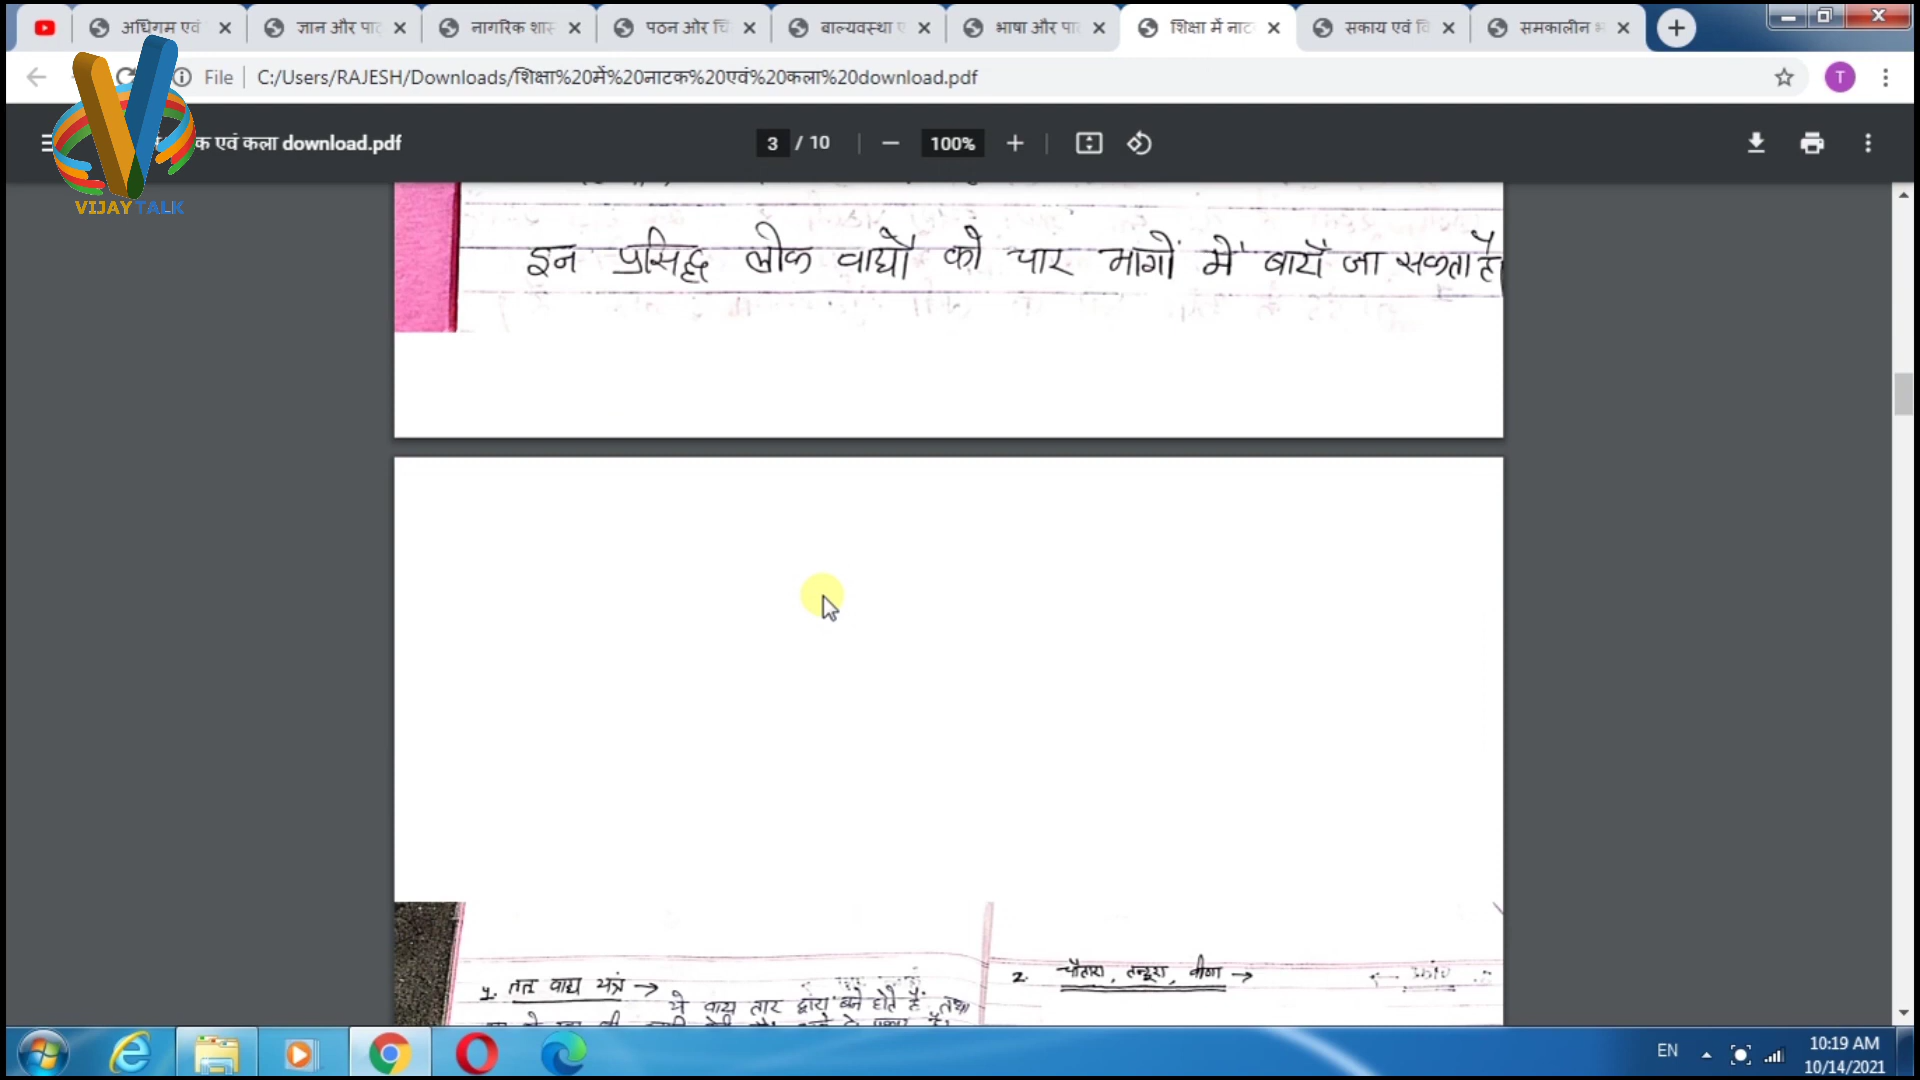 अधिगम एवं
ज्ञान और पाट
नागरिक शास
पठन ओर चि
बाल्यवस्था ए
भाषा और पा
शिक्षा में नाट
सकाय एवं वि
समकालीन भ
File C:/Users/RAJESH/Downloads/शिक्षा%20में%20नाटक%20एवं%20कला%20download.pdf
T
VIJAY TALK
क एवं कला download.pdf
3 / 10
100%
इन प्रसिद्ध लोक वाद्यों को चार भागों में बाटाँ जा सकता है।
1. तत वाद्य यंत्र →
ये वाद्य तार द्वारा बने होते हैं, तथा
2. चौतारा, तन्दूरा, वीणा →
EN
10:19 AM
10/14/2021